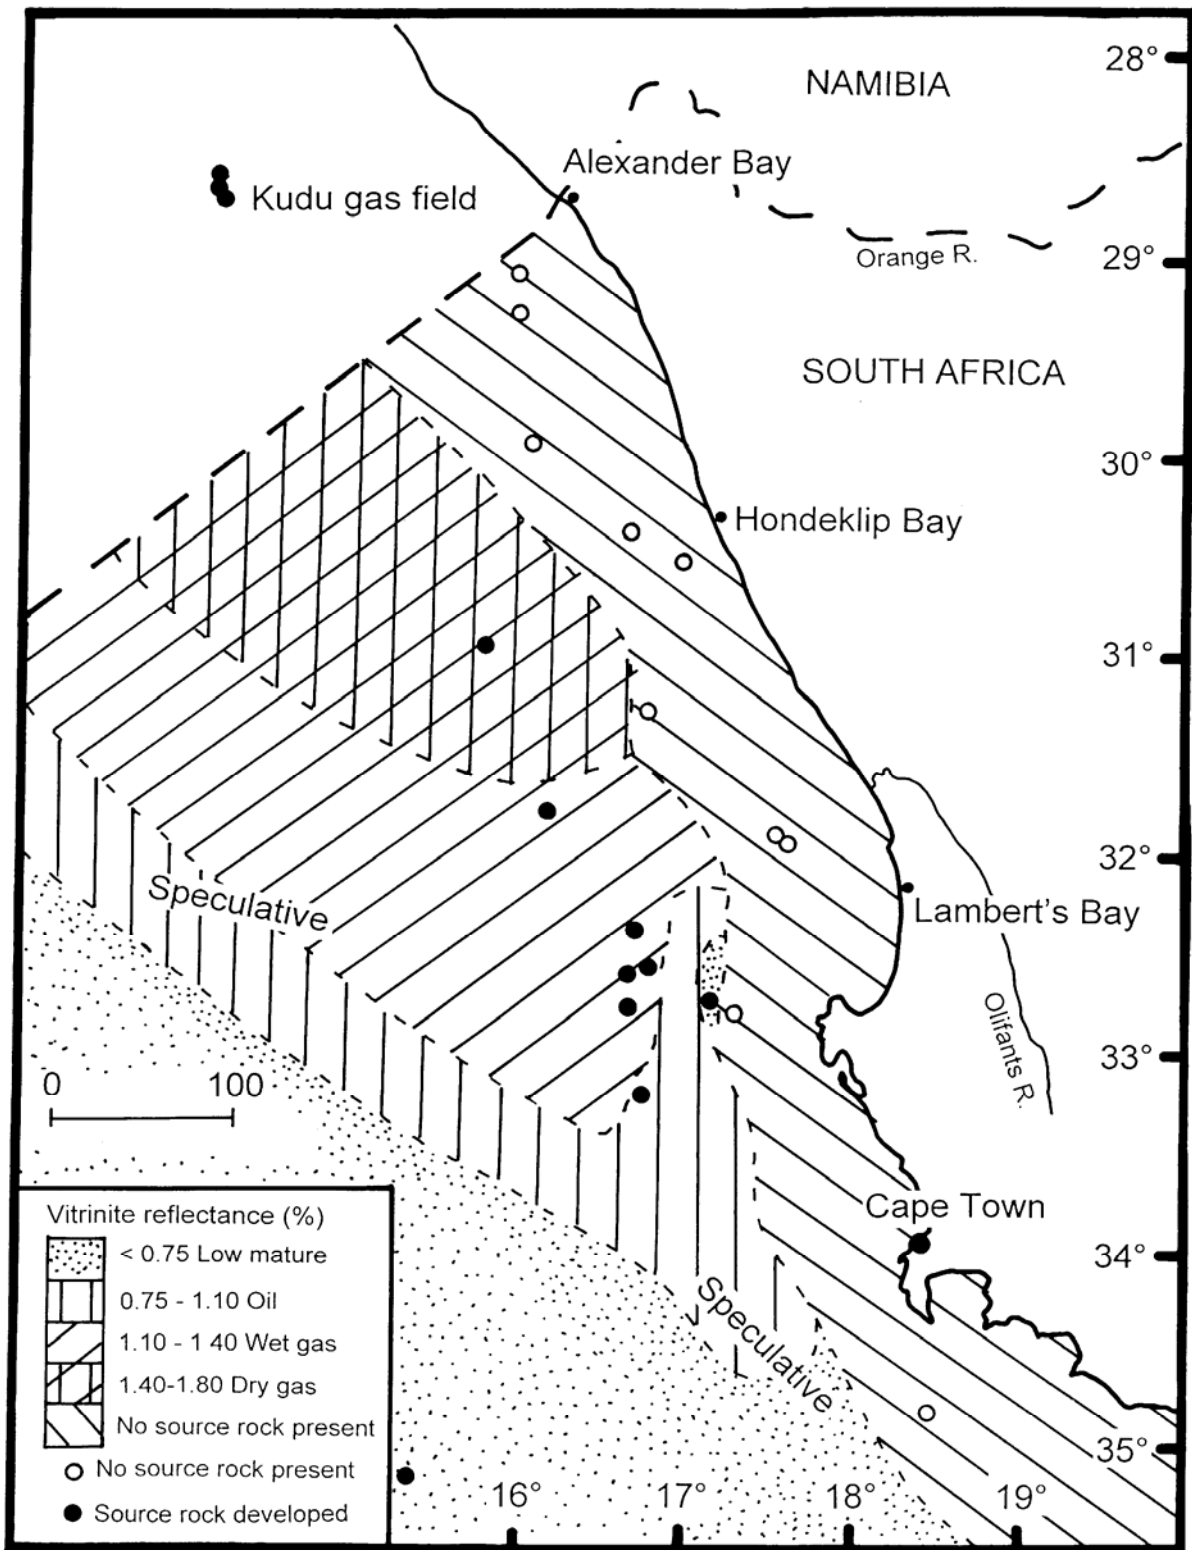 28°
NAMIBIA
Alexander Bay
Kudu gas field
Orange R.
29°
SOUTH AFRICA
30°
Hondeklip Bay
31°
32°
Speculative
Lambert's Bay
Olifants R.
33°
0 100
Cape Town
34°
Speculative
Vitrinite reflectance (%)
< 0.75 Low mature
0.75 - 1.10 Oil
1.10 - 1 40 Wet gas
1.40-1.80 Dry gas
No source rock present
No source rock present
Source rock developed
35°
16° 17° 18° 19°